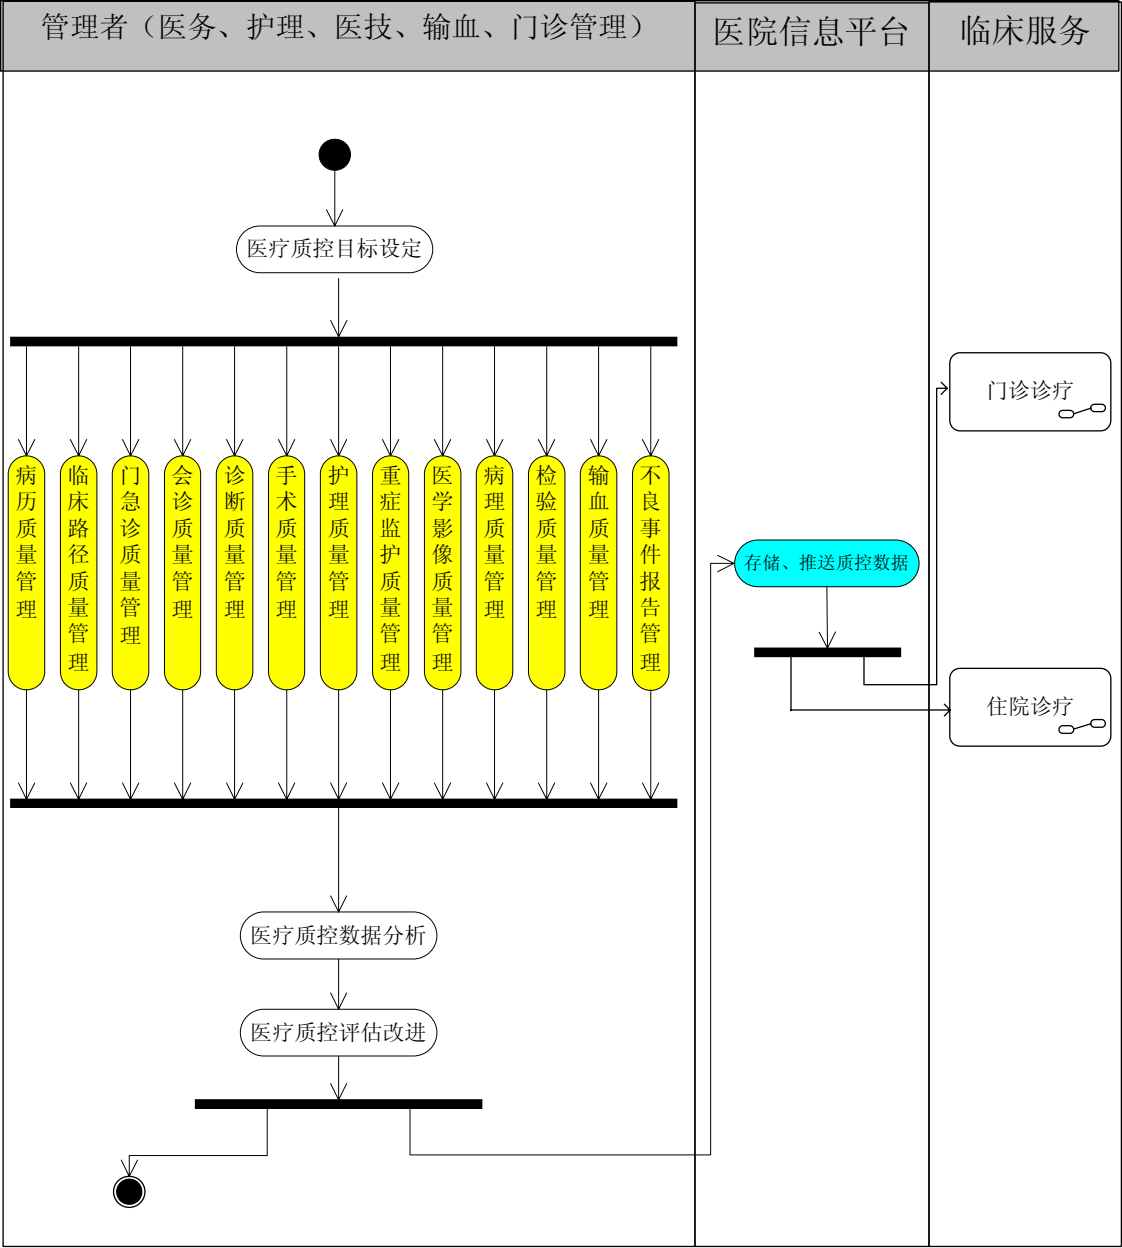 管理者（医务、护理、医技、输血、门诊管理）
医院信息平台
临床服务
医疗质控目标设定
病历质量管理
临床路径质量管理
门急诊质量管理
会诊质量管理
诊断质量管理
手术质量管理
护理质量管理
重症监护质量管理
医学影像质量管理
病理质量管理
检验质量管理
输血质量管理
不良事件报告管理
医疗质控数据分析
医疗质控评估改进
存储、推送质控数据
门诊诊疗
住院诊疗